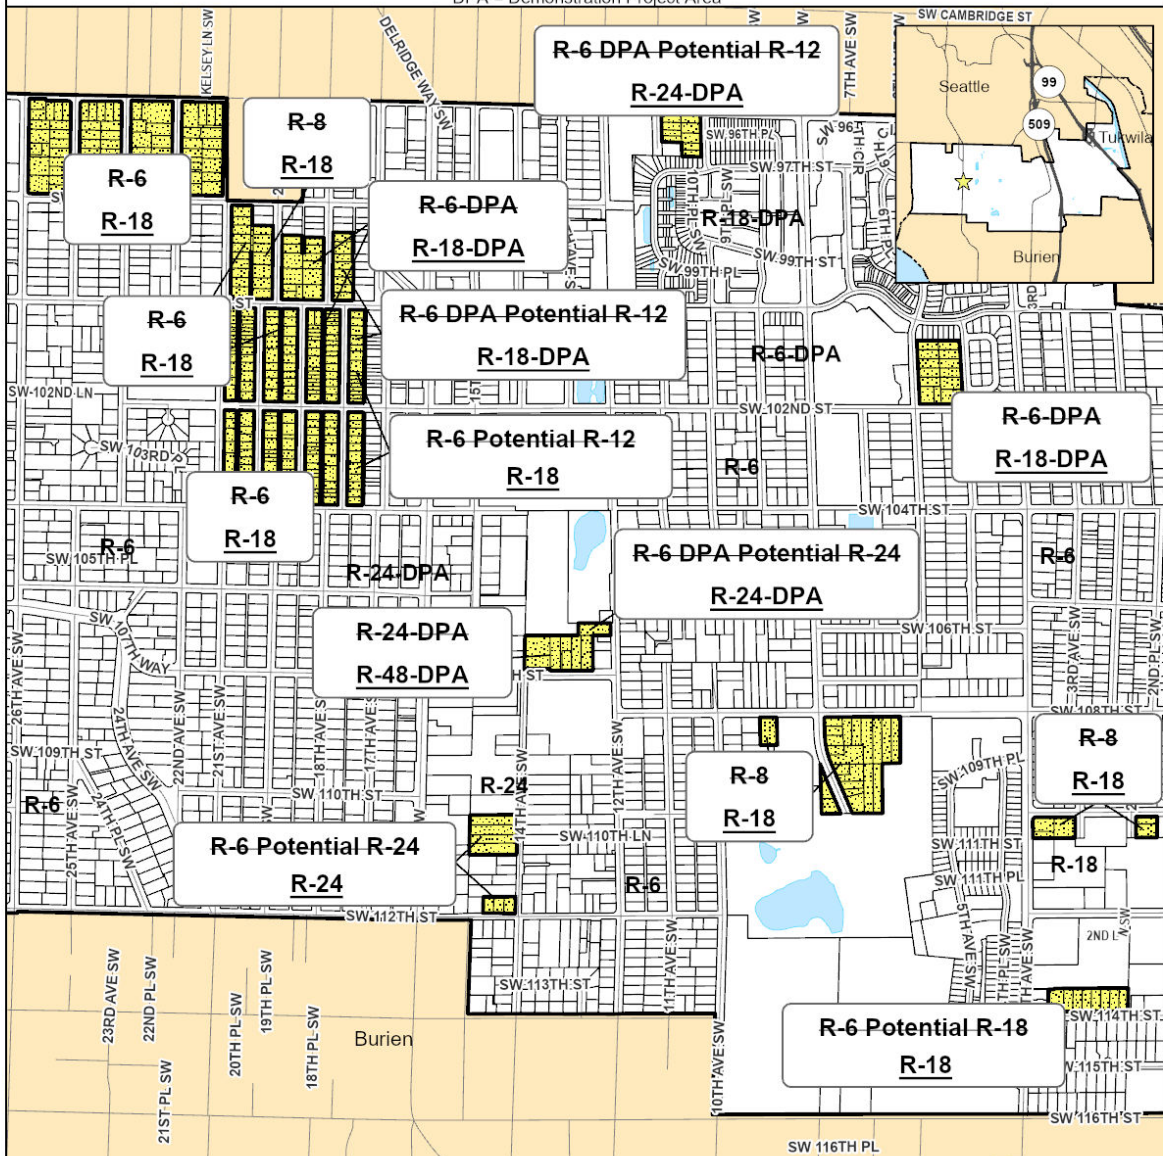 DPA = Demonstration Project Area
SW CAMBRIDGE ST
KELSEY LN SW
DELRIDGE WAY SW
7TH AVE SW
R-6 DPA Potential R-12
R-24-DPA
Seattle
99
509
Tukwila
Burien
R-8
R-18
SW 96TH PL
SW 97TH ST
R-6
R-18
R-6-DPA
R-18-DPA
10TH PL SW
9TH PL SW
R-18-DPA
SW 99TH ST
SW 99TH PL
R-6
R-18
ST
R-6 DPA Potential R-12
R-18-DPA
R-6-DPA
SW 102ND LN
SW 102ND ST
R-6-DPA
R-18-DPA
SW 103RD PL
R-6 Potential R-12
R-18
R-6
R-6
R-18
SW 104TH ST
R-6
SW 105TH PL
R-24-DPA
R-6 DPA Potential R-24
R-24-DPA
R-6
SW 107TH WAY
R-24-DPA
R-48-DPA
H ST
SW 106TH ST
3RD AVE SW
2ND PL SW
26TH AVE SW
24TH AVE SW
22ND AVE SW
21ST AVE SW
18TH AVE S
17TH AVE S
SW 108TH ST
SW 109TH ST
14TH AVE SW
12TH AVE SW
SW 109TH PL
R-8
R-18
R-8
R-18
R-6
25TH AVE SW
24TH PL SW
SW 110TH ST
R-24
SW 110TH LN
R-6 Potential R-24
R-24
R-6
SW 111TH ST
SW 111TH PL
R-18
SW 112TH ST
11TH AVE SW
5TH AVE SW
2ND L
SW 113TH ST
23RD AVE SW
22ND PL SW
20TH PL SW
19TH PL SW
18TH PL SW
21ST PL SW
Burien
10TH AVE SW
R-6 Potential R-18
R-18
SW 114TH ST
W 115TH ST
SW 116TH ST
SW 116TH PL